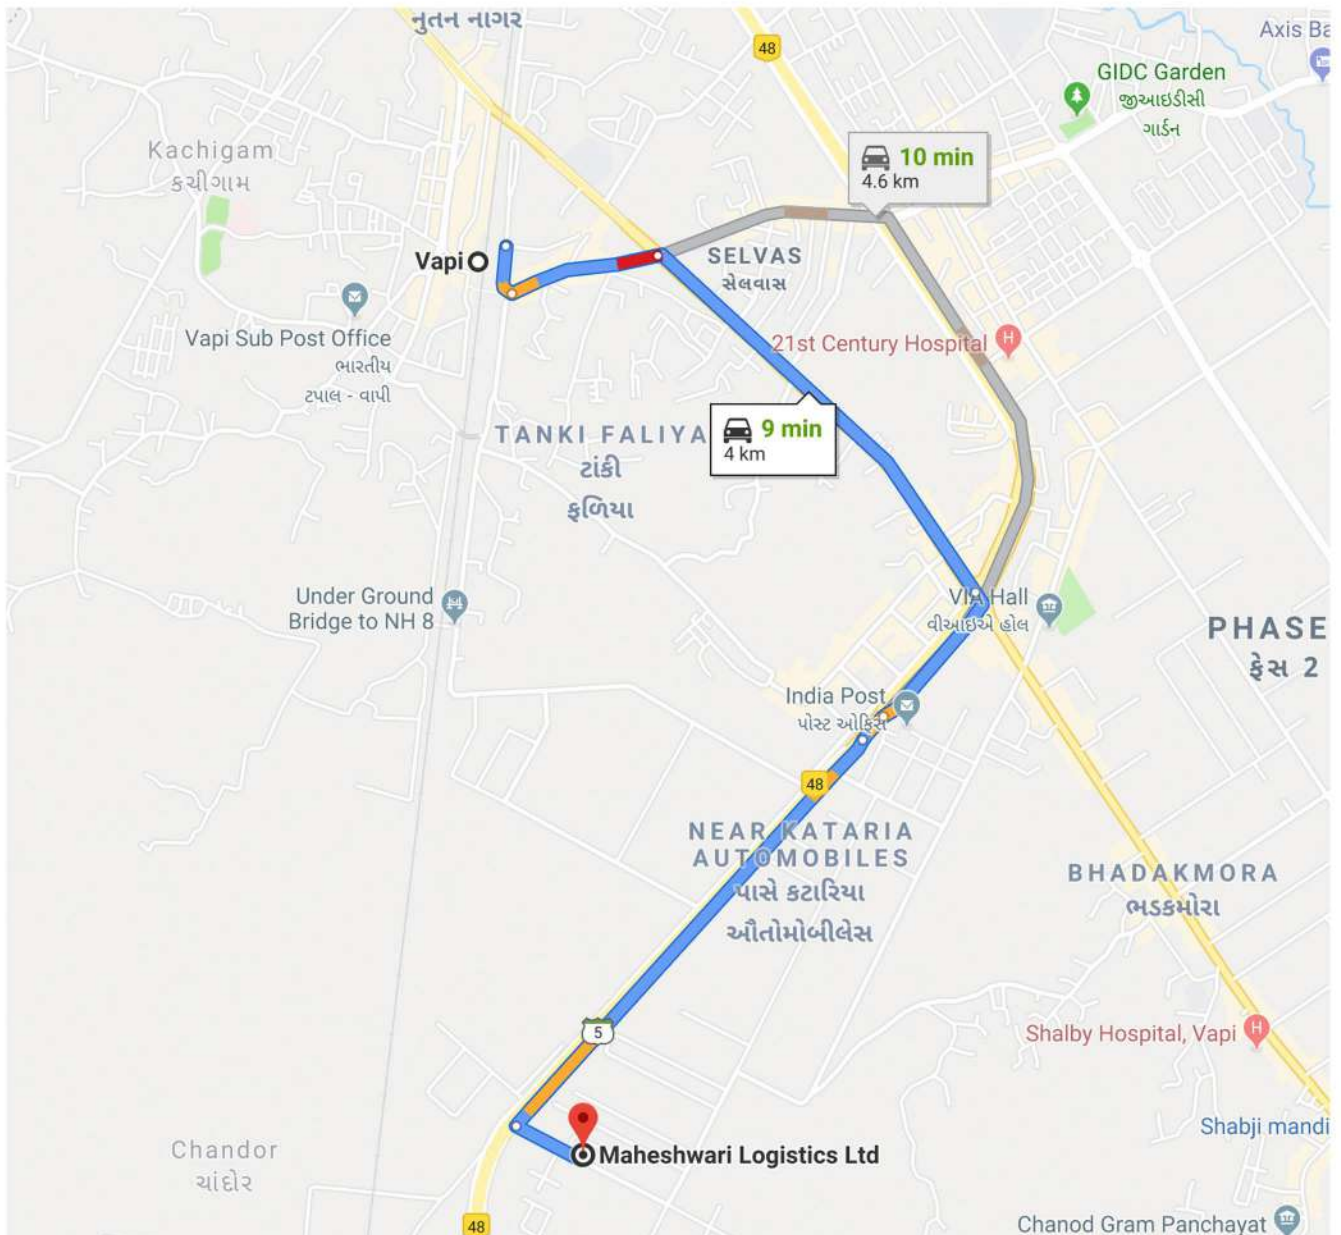 નુતન નાગર
48
Axis Ba
GIDC Garden
જીઆઇડીસી
ગાર્ડન
Kachigam
કચીગામ
10 min
4.6 km
Vapi
SELVAS
સેલવાસ
Vapi Sub Post Office
ભારતીય
ટપાલ - વાપી
21st Century Hospital
H
9 min
4 km
TANKI FALIYA
ટાંકી
ફળિયા
Under Ground
Bridge to NH 8
VIA Hall
વીઆઇએ હોલ
PHASE
ફેસ 2
India Post
પોસ્ટ ઓફિસ
48
NEAR KATARIA
AUTOMOBILES
પાસે કટારિયા
ઔતોમોબીલેસ
BHADAKMORA
ભડકમોરા
5
Shalby Hospital, Vapi
H
Shabji mandi
Maheshwari Logistics Ltd
Chandor
ચાંદોર
48
Chanod Gram Panchayat